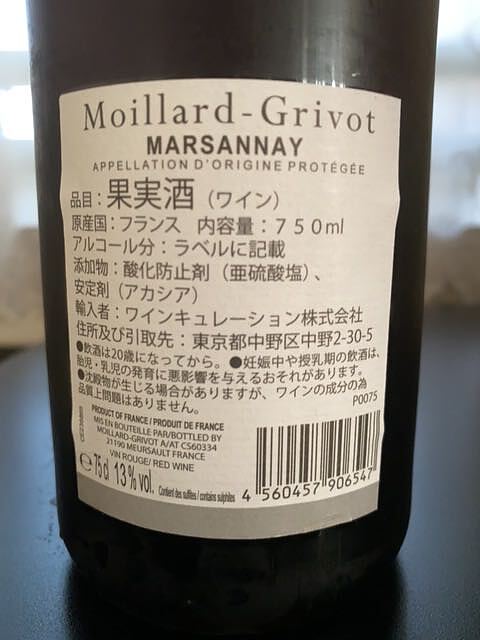 Moillard-Grivot
MARSANNAY
APPELLATION D'ORIGINE PROTÉGÉE
品目：果実酒（ワイン）
原産国：フランス　内容量：７５０ml
アルコール分：ラベルに記載
添加物：酸化防止剤（亜硫酸塩）、
安定剤（アカシア）
輸入者：ワインキュレーション株式会社
住所及び引取先：東京都中野区中野2-30-5
●飲酒は20歳になってから。●妊娠中や授乳期の飲酒は、
胎児・乳児の発育に悪影響を与えるおそれがあります。
●沈殿物が生じる場合がありますが、ワインの成分の為
品質上問題はありません。
P0075
PRODUCT OF FRANCE / PRODUIT DE FRANCE
MIS EN BOUTEILLE PAR/BOTTLED BY
MOILLARD-GRIVOT A/AT CS60334
21190 MEURSAULT FRANCE
VIN ROUGE/ RED WINE
℮75cl 13% vol.
Contient des sulfites / contains sulphites
4 560457 906547